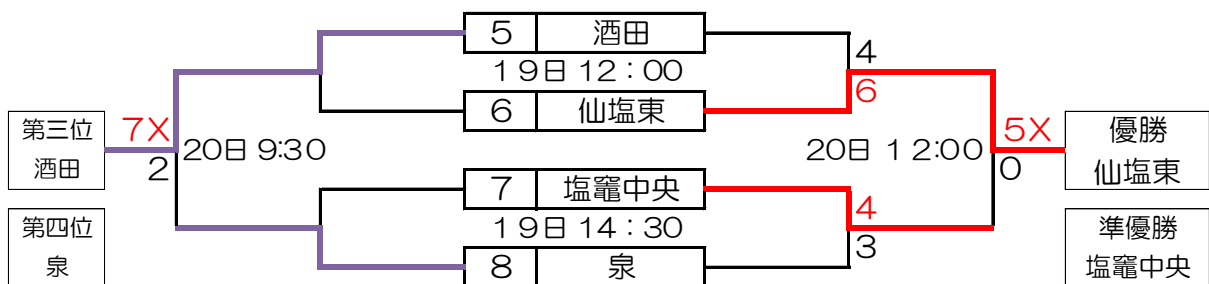 5 酒田
19日 12:00
6 仙塩東
7 塩竈中央
19日 14:30
8 泉
第三位
酒田
第四位
泉
7X
2
20日 9:30
4
6
4
3
20日 12:00
5X
0
優勝
仙塩東
準優勝
塩竈中央